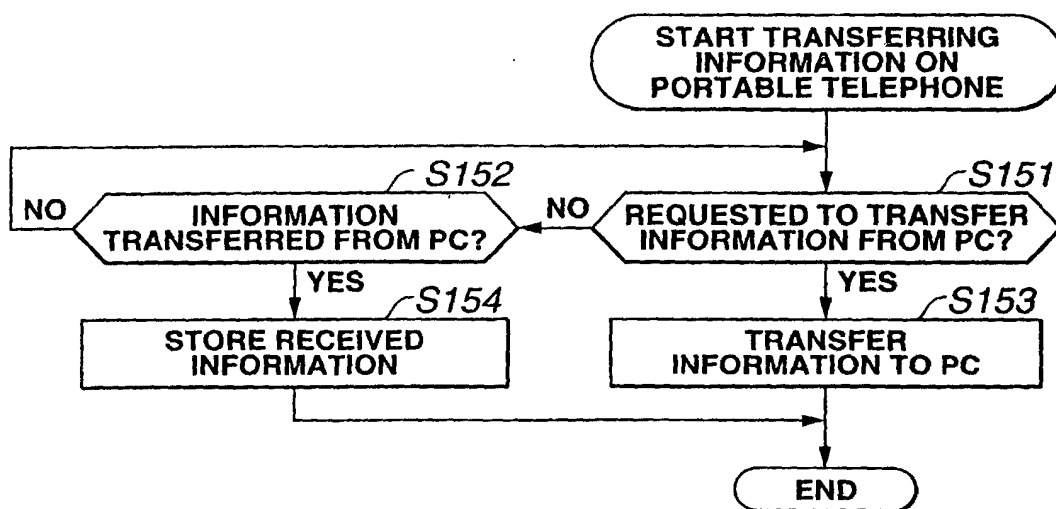 START TRANSFERRING
INFORMATION ON
PORTABLE TELEPHONE
S152
S151
NO
INFORMATION
TRANSFERRED FROM PC?
NO
REQUESTED TO TRANSFER
INFORMATION FROM PC?
YES
YES
S154
S153
STORE RECEIVED
INFORMATION
TRANSFER
INFORMATION TO PC
END